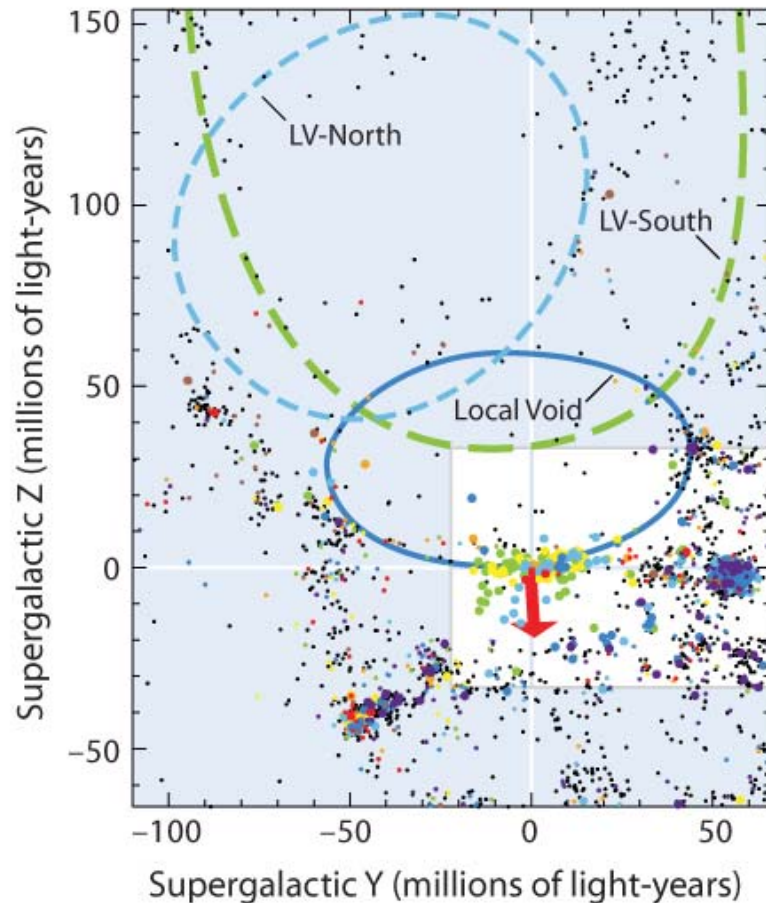 150
LV-North
100
LV-South
50
Local Void
0
−50
−100
−50
0
50
Supergalactic Z (millions of light-years)
Supergalactic Y (millions of light-years)